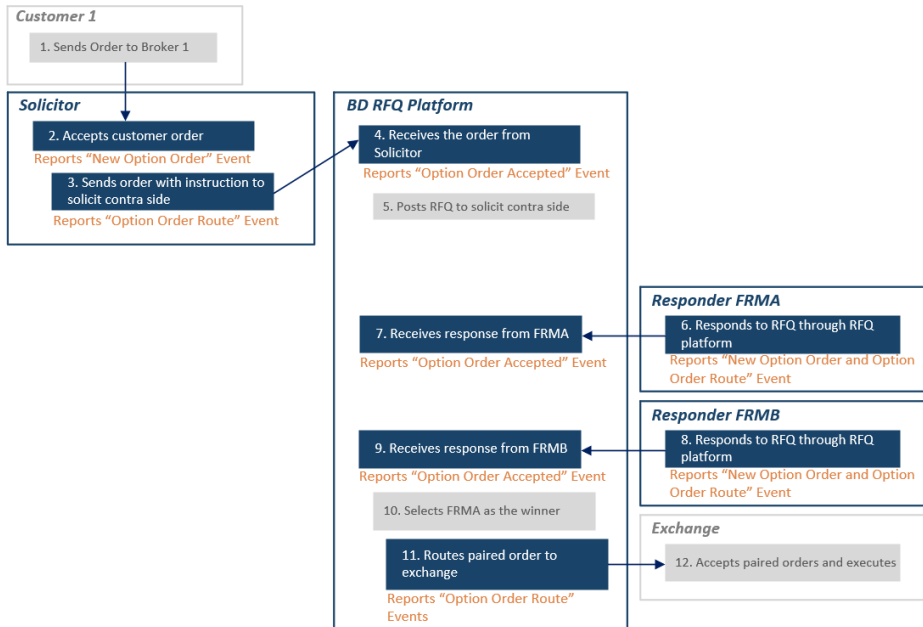 Customer 1
1. Sends Order to Broker 1
Solicitor
2. Accepts customer order
Reports “New Option Order” Event
3. Sends order with instruction to
solicit contra side
Reports “Option Order Route” Event
BD RFQ Platform
4. Receives the order from
Solicitor
Reports “Option Order Accepted” Event
5. Posts RFQ to solicit contra side
Responder FRMA
6. Responds to RFQ through RFQ
platform
Reports “New Option Order and Option
Order Route” Event
7. Receives response from FRMA
Reports “Option Order Accepted” Event
Responder FRMB
8. Responds to RFQ through RFQ
platform
Reports “New Option Order and Option
Order Route” Event
9. Receives response from FRMB
Reports “Option Order Accepted” Event
10. Selects FRMA as the winner
11. Routes paired order to
exchange
Reports “Option Order Route”
Events
Exchange
12. Accepts paired orders and executes